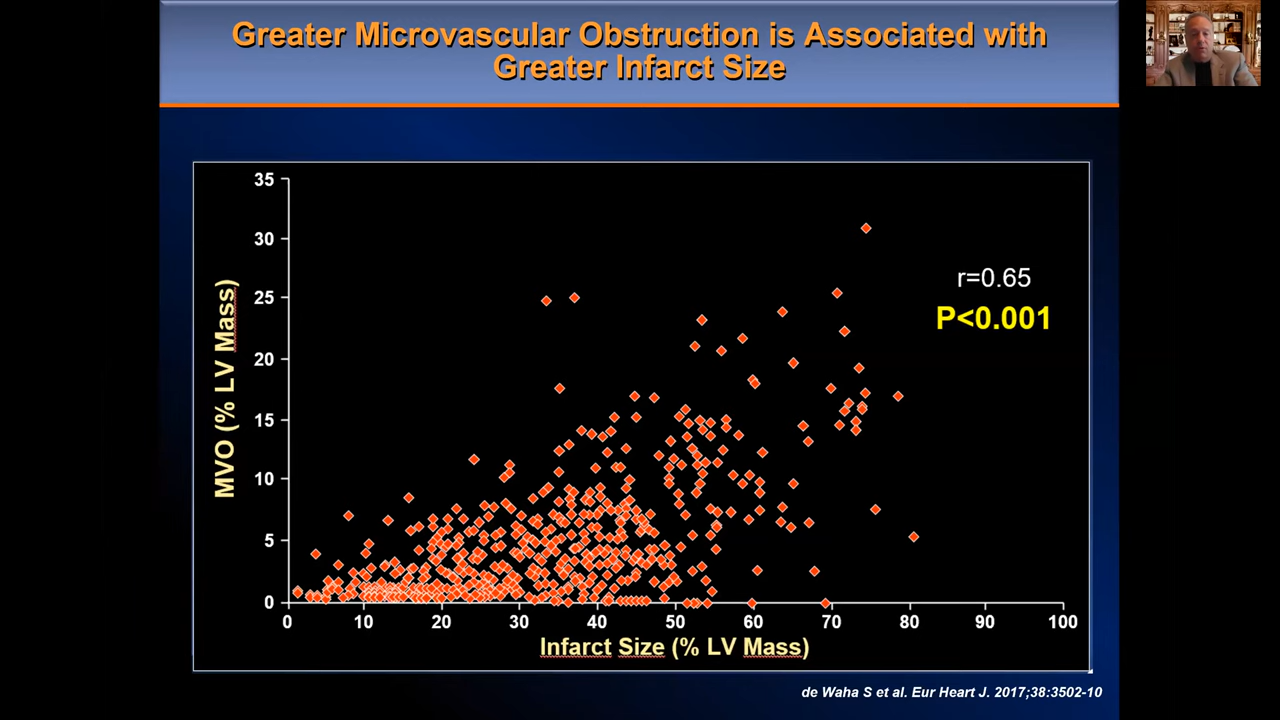 Greater Microvascular Obstruction is Associated with
Greater Infarct Size
35
30
25
20
15
10
5
0
MVO (% LV Mass)
r=0.65
P<0.001
0 10 20 30 40 50 60 70 80 90 100
Infarct Size (% LV Mass)
de Waha S et al. Eur Heart J. 2017;38:3502-10